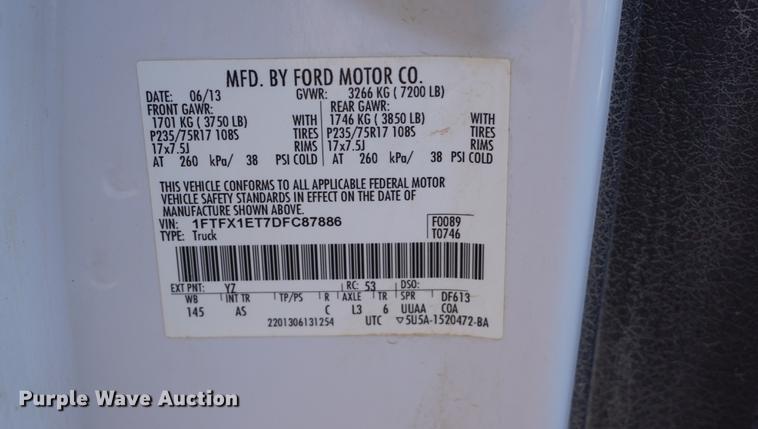 MFD. BY FORD MOTOR CO.
DATE: 06/13 GVWR: 3266 KG ( 7200 LB)
FRONT GAWR: REAR GAWR:
1701 KG ( 3750 LB) WITH 1746 KG ( 3850 LB) WITH
P235/75R17 108S TIRES P235/75R17 108S TIRES
17x7.5J RIMS 17x7.5J RIMS
AT 260 kPa/ 38 PSI COLD AT 260 kPa/ 38 PSI COLD
THIS VEHICLE CONFORMS TO ALL APPLICABLE FEDERAL MOTOR
VEHICLE SAFETY STANDARDS IN EFFECT ON THE DATE OF
MANUFACTURE SHOWN ABOVE.
VIN: 1FTFX1ET7DFC87886 F0089
TYPE: Truck T0746
EXT PNT: YZ RC: 53 DSO:
WB INT TR TP/PS R AXLE TR SPR DF613
145 AS C L3 6 UUAA COA
2201306131254 UTC ▽5U5A-1520472-BA
Purple Wave Auction